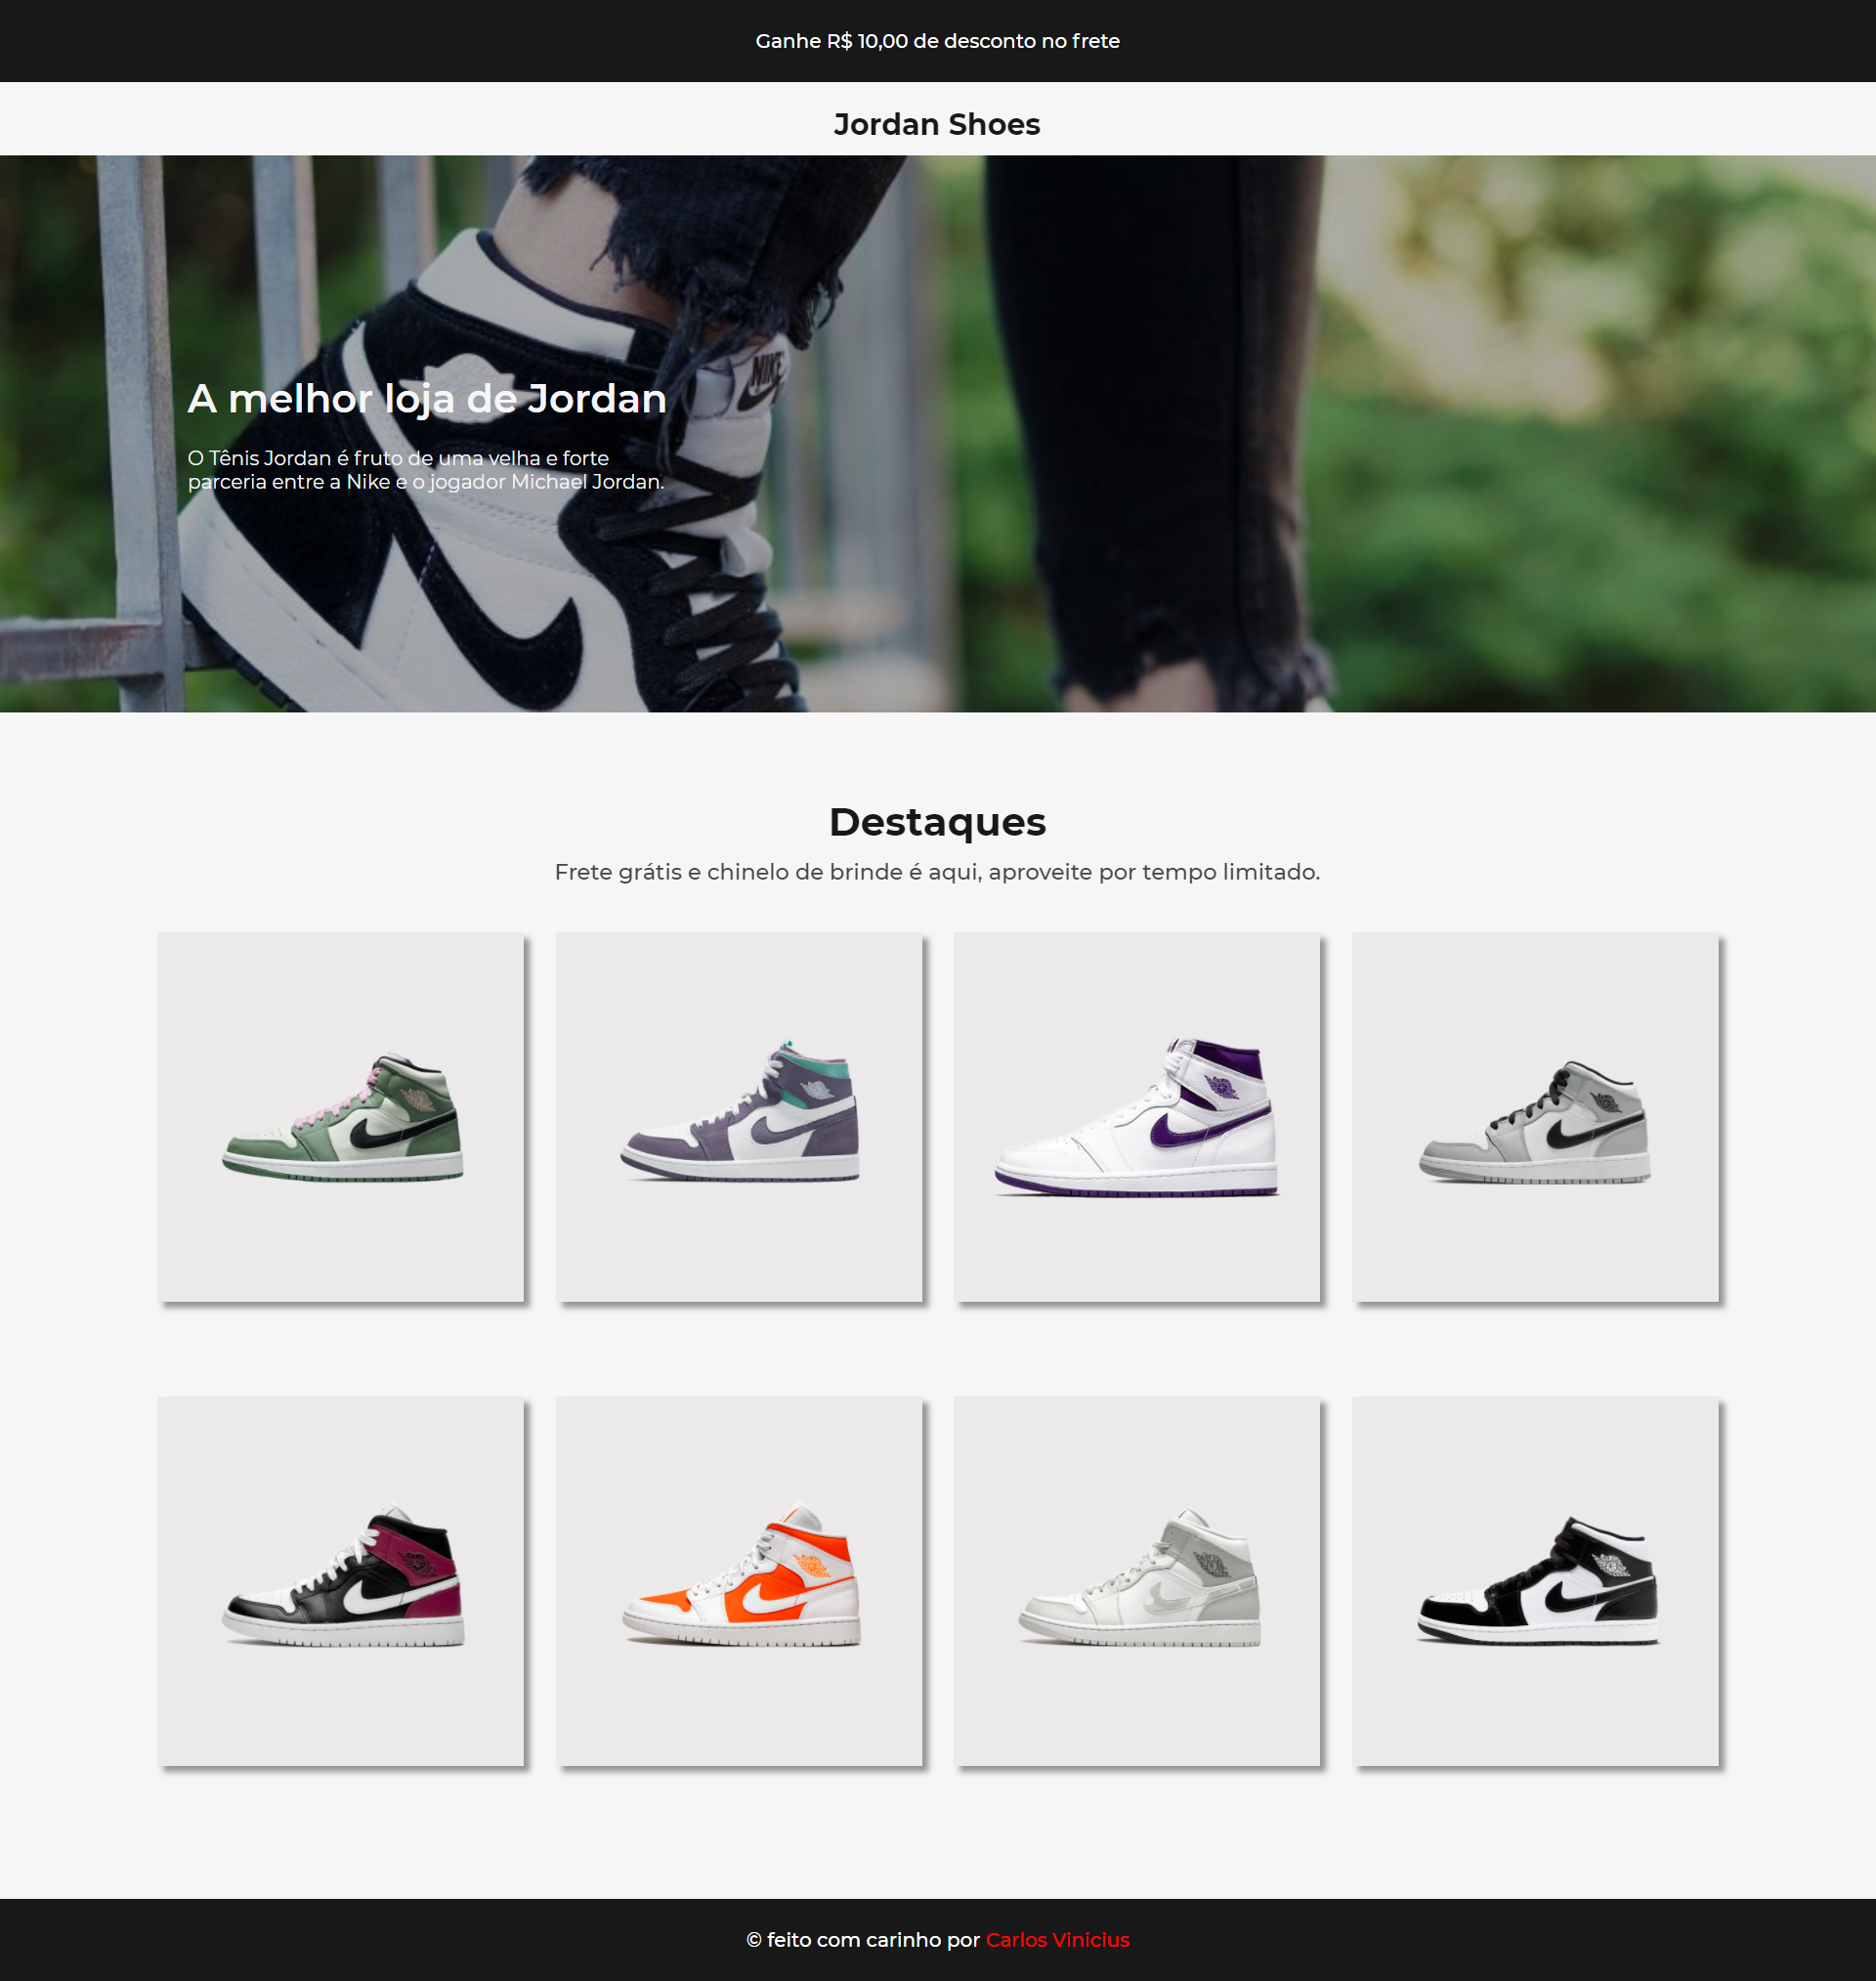 Ganhe R$ 10,00 de desconto no frete
Jordan Shoes
NIKE
A melhor loja de Jordan
O Tênis Jordan é fruto de uma velha e forte
parceria entre a Nike e o jogador Michael Jordan.
Destaques
Frete grátis e chinelo de brinde é aqui, aproveite por tempo limitado.
© feito com carinho por Carlos Vinicius